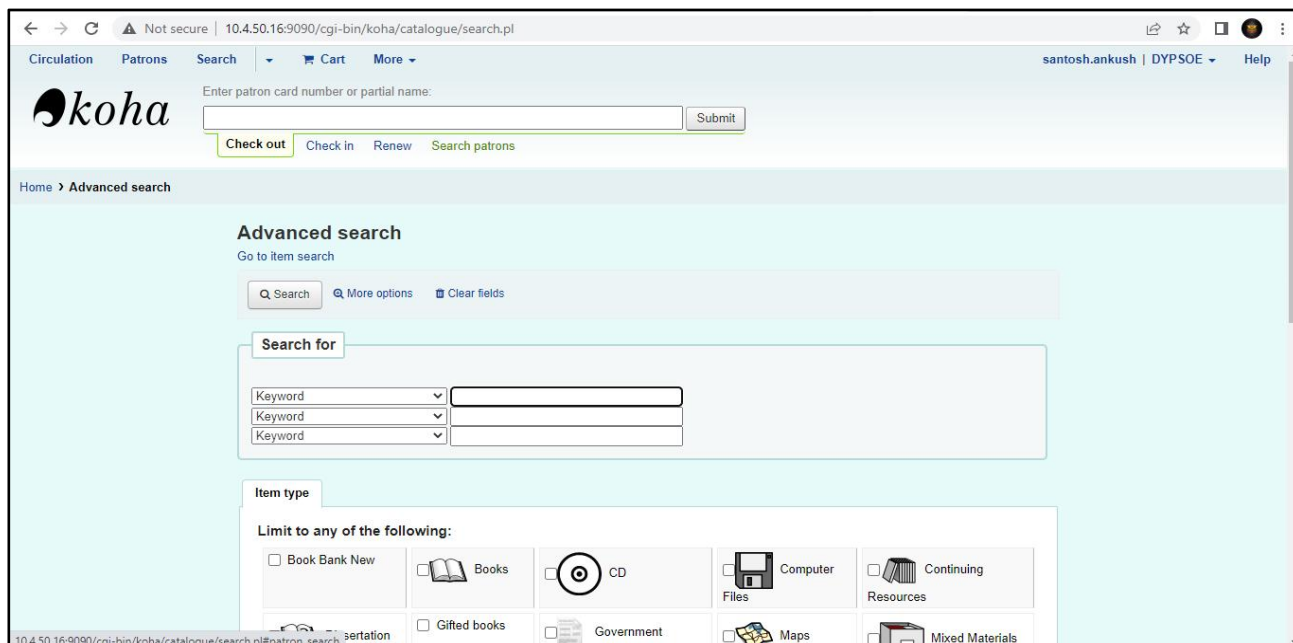 Not secure | 10.4.50.16:9090/cgi-bin/koha/catalogue/search.pl
Circulation Patrons Search Cart More santosh.ankush | DYPSOE Help
koha
Enter patron card number or partial name:
Submit
Check out Check in Renew Search patrons
Home › Advanced search
Advanced search
Go to item search
Search More options Clear fields
Search for
Keyword
Keyword
Keyword
Item type
Limit to any of the following:
Book Bank New Books CD Computer Files Continuing Resources
sertation Gifted books Government Maps Mixed Materials
10.4.50.16:9090/cgi-bin/koha/catalogue/search.pl#patron_search